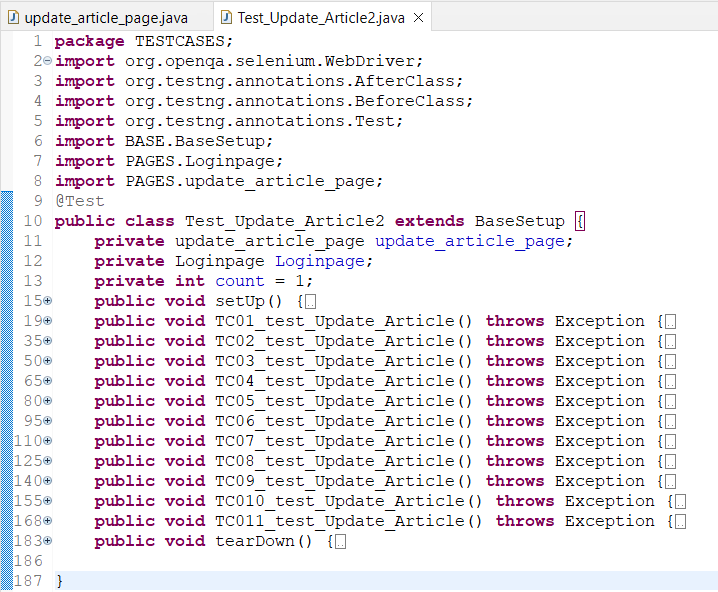 update_article_page.java Test_Update_Article2.java
1 package TESTCASES;
2 import org.openqa.selenium.WebDriver;
3 import org.testng.annotations.AfterClass;
4 import org.testng.annotations.BeforeClass;
5 import org.testng.annotations.Test;
6 import BASE.BaseSetup;
7 import PAGES.Loginpage;
8 import PAGES.update_article_page;
9 @Test
10 public class Test_Update_Article2 extends BaseSetup {
11 private update_article_page update_article_page;
12 private Loginpage Loginpage;
13 private int count = 1;
15 public void setUp() {..
19 public void TC01_test_Update_Article() throws Exception {..
35 public void TC02_test_Update_Article() throws Exception {..
50 public void TC03_test_Update_Article() throws Exception {..
65 public void TC04_test_Update_Article() throws Exception {..
80 public void TC05_test_Update_Article() throws Exception {..
95 public void TC06_test_Update_Article() throws Exception {..
110 public void TC07_test_Update_Article() throws Exception {..
125 public void TC08_test_Update_Article() throws Exception {..
140 public void TC09_test_Update_Article() throws Exception {..
155 public void TC010_test_Update_Article() throws Exception {..
168 public void TC011_test_Update_Article() throws Exception {..
183 public void tearDown() {..
186
187 }